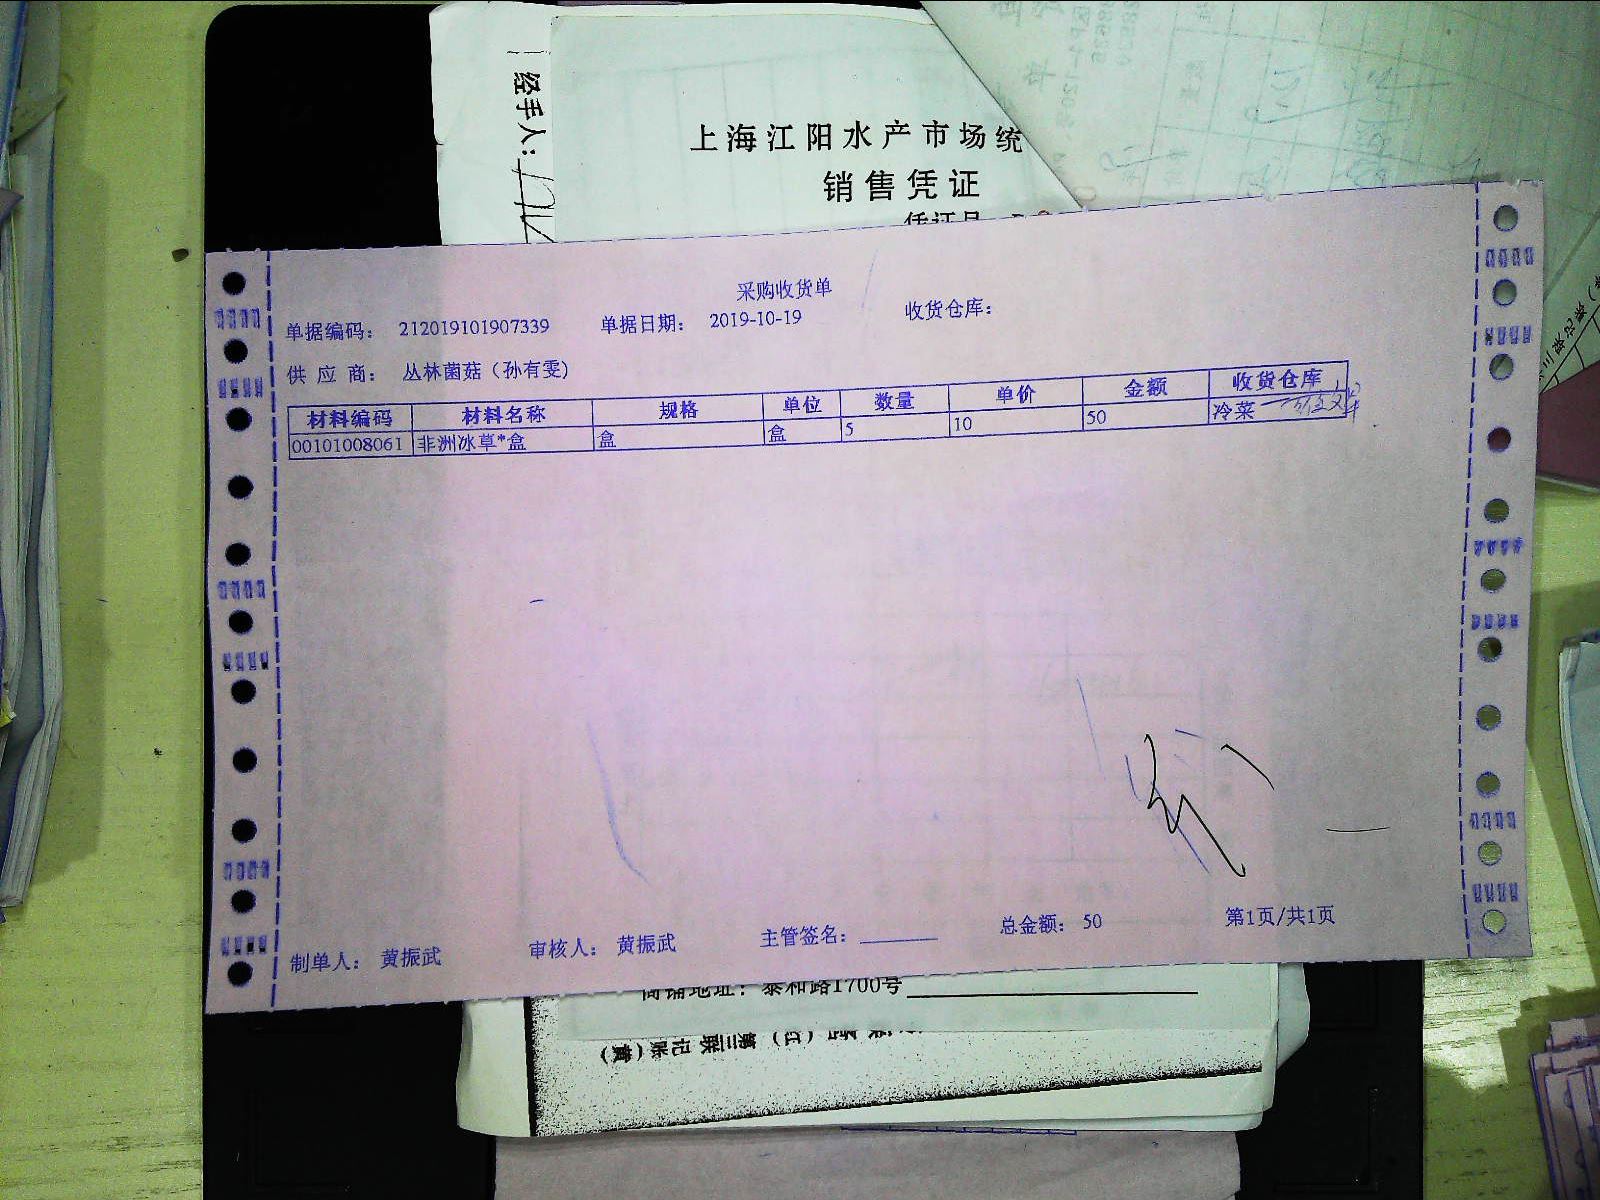 经手人：
上海江阳水产市场统
销售凭证
采购收货单
单据编码： 212019101907339 单据日期： 2019-10-19 收货仓库：
供应商： 丛林菌菇（孙有雯）
材料编码 材料名称 规格 单位 数量 单价 金额 收货仓库
00101008061 非洲冰草*盒 盒 盒 5 10 50 冷菜
制单人： 黄振武 审核人： 黄振武 主管签名： 总金额： 50 第1页/共1页
商铺地址：泰和路1700号
第三联 记账（黄）